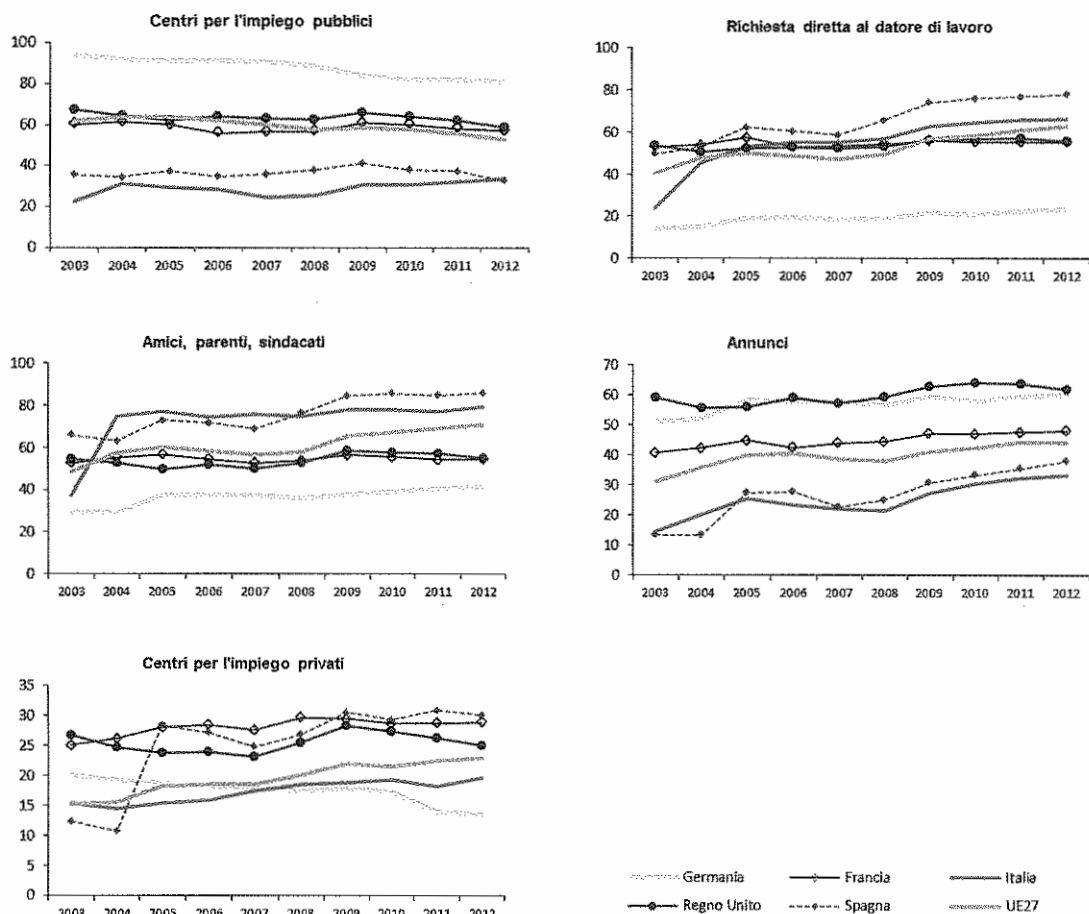 Centri per l'impiego pubblici
100
80
60
40
20
0
2003 2004 2005 2006 2007 2008 2009 2010 2011 2012
Richiesta diretta al datore di lavoro
100
80
60
40
20
0
2003 2004 2005 2006 2007 2008 2009 2010 2011 2012
Amici, parenti, sindacati
100
80
60
40
20
0
2003 2004 2005 2006 2007 2008 2009 2010 2011 2012
Annunci
70
60
50
40
30
20
10
0
2003 2004 2005 2006 2007 2008 2009 2010 2011 2012
Centri per l'impiego privati
35
30
25
20
15
10
5
0
2003 2004 2005 2006 2007 2008 2009 2010 2011 2012
Germania Francia Italia
Regno Unito Spagna UE27